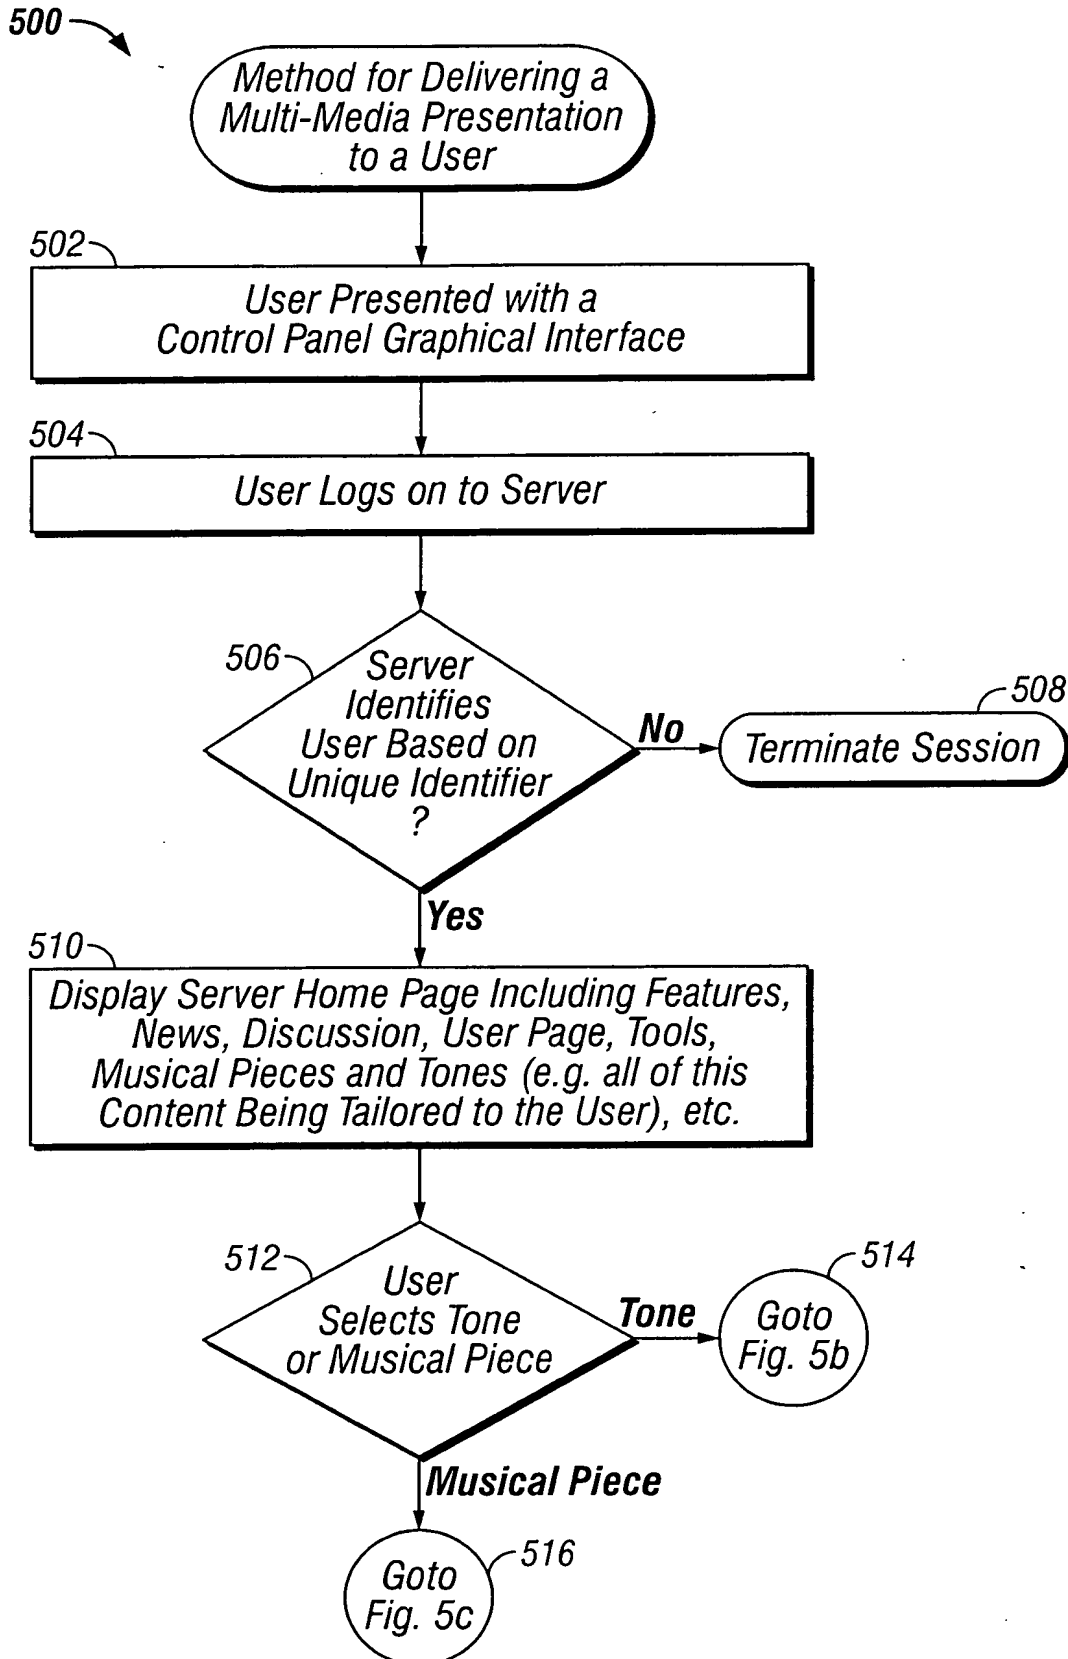 500
Method for Delivering a
Multi-Media Presentation
to a User
502
User Presented with a
Control Panel Graphical Interface
504
User Logs on to Server
506
Server
Identifies
User Based on
Unique Identifier
?
No
508
Terminate Session
Yes
510
Display Server Home Page Including Features,
News, Discussion, User Page, Tools,
Musical Pieces and Tones (e.g. all of this
Content Being Tailored to the User), etc.
512
User
Selects Tone
or Musical Piece
Tone
514
Goto
Fig. 5b
Musical Piece
516
Goto
Fig. 5c